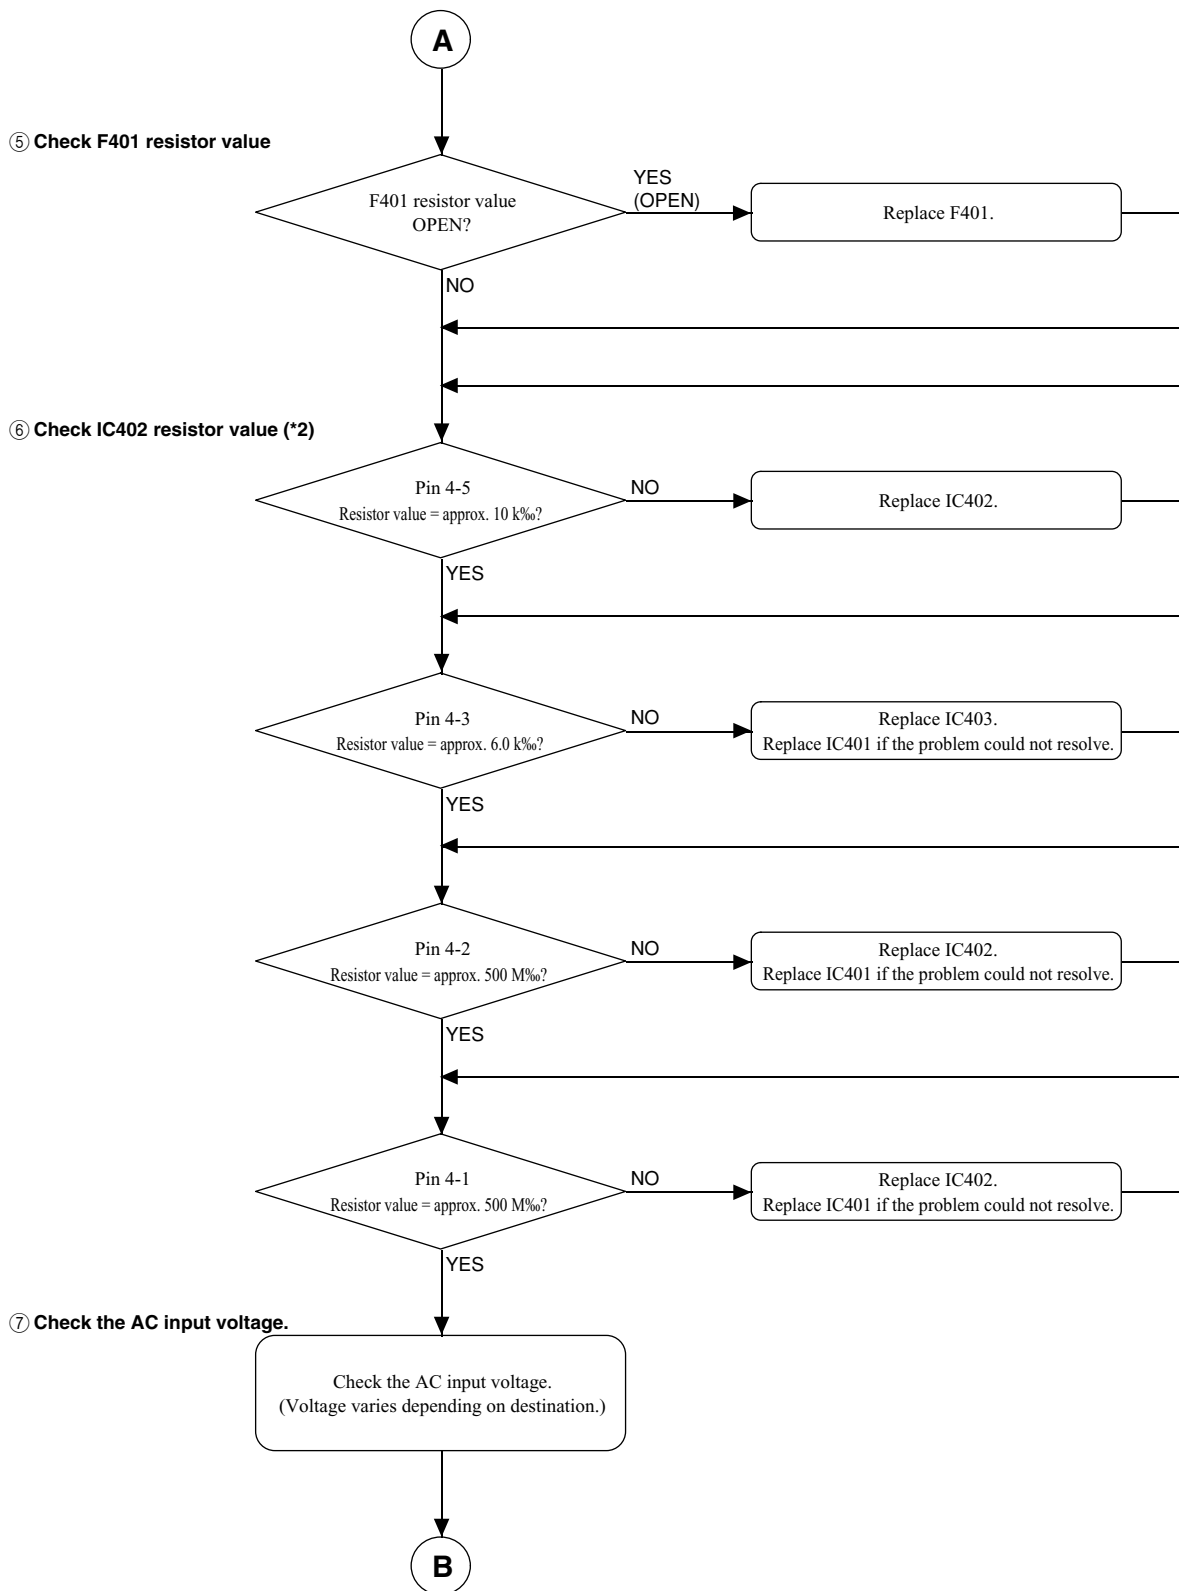 A
⑤ Check F401 resistor value
F401 resistor value
OPEN?
YES
(OPEN)
Replace F401.
NO
⑥ Check IC402 resistor value (*2)
Pin 4-5
Resistor value = approx. 10 k‰?
NO
Replace IC402.
YES
Pin 4-3
Resistor value = approx. 6.0 k‰?
NO
Replace IC403.
Replace IC401 if the problem could not resolve.
YES
Pin 4-2
Resistor value = approx. 500 M‰?
NO
Replace IC402.
Replace IC401 if the problem could not resolve.
YES
Pin 4-1
Resistor value = approx. 500 M‰?
NO
Replace IC402.
Replace IC401 if the problem could not resolve.
YES
⑦ Check the AC input voltage.
Check the AC input voltage.
(Voltage varies depending on destination.)
B